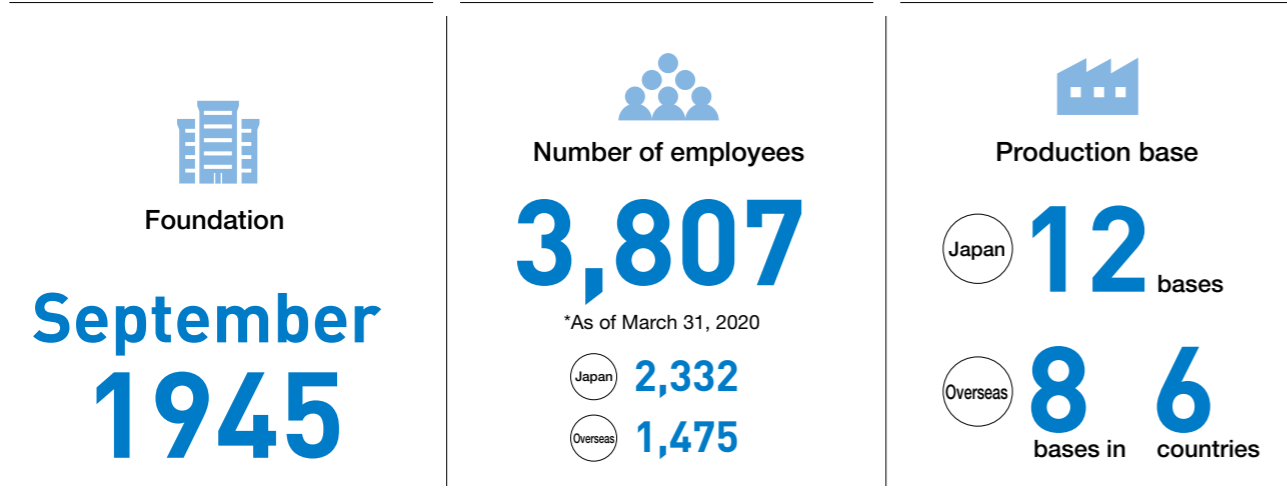 Foundation
September
1945
Number of employees
3,807
*As of March 31, 2020
Japan 2,332
Overseas 1,475
Production base
Japan 12 bases
Overseas 8 6
bases in countries